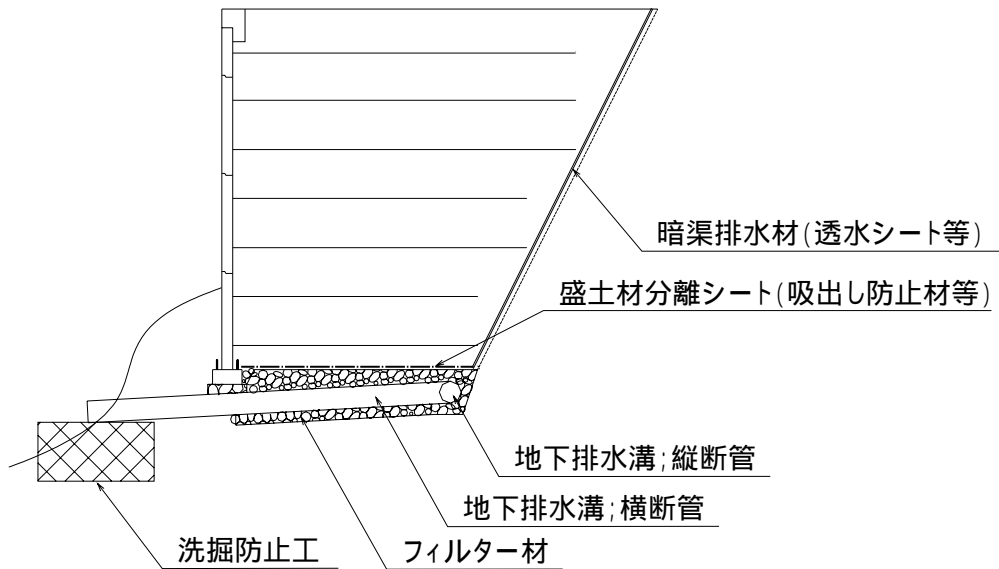 暗渠排水材(透水シート等)
盛土材分離シート(吸出し防止材等)
地下排水溝;縦断管
地下排水溝;横断管
洗掘防止工
フィルター材